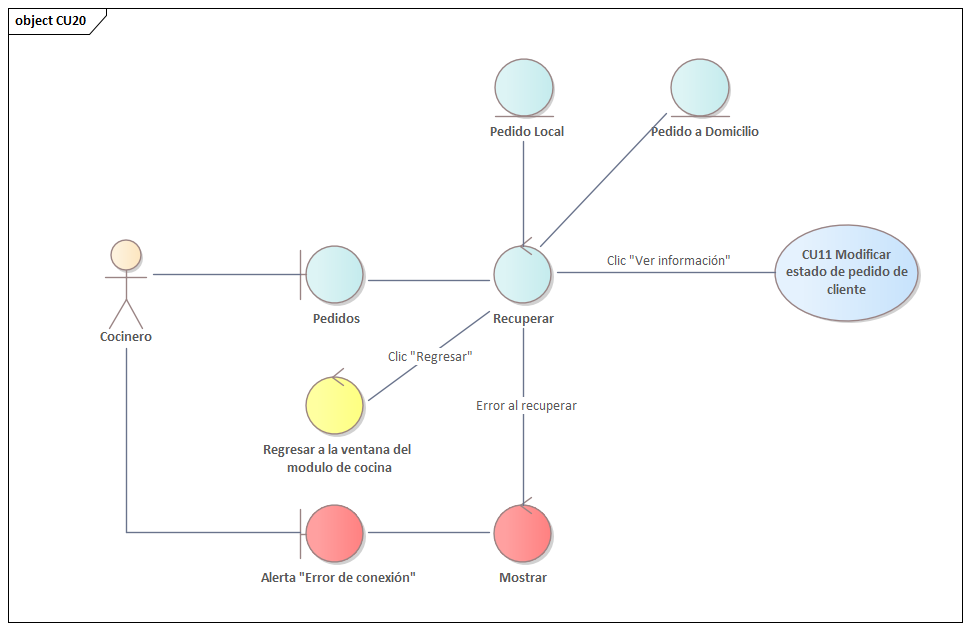 object CU20
Pedido Local
Pedido a Domicilio
CU11 Modificar
estado de pedido de
cliente
Clic "Ver información"
Cocinero
Pedidos
Recuperar
Clic "Regresar"
Error al recuperar
Regresar a la ventana del
modulo de cocina
Alerta "Error de conexión"
Mostrar